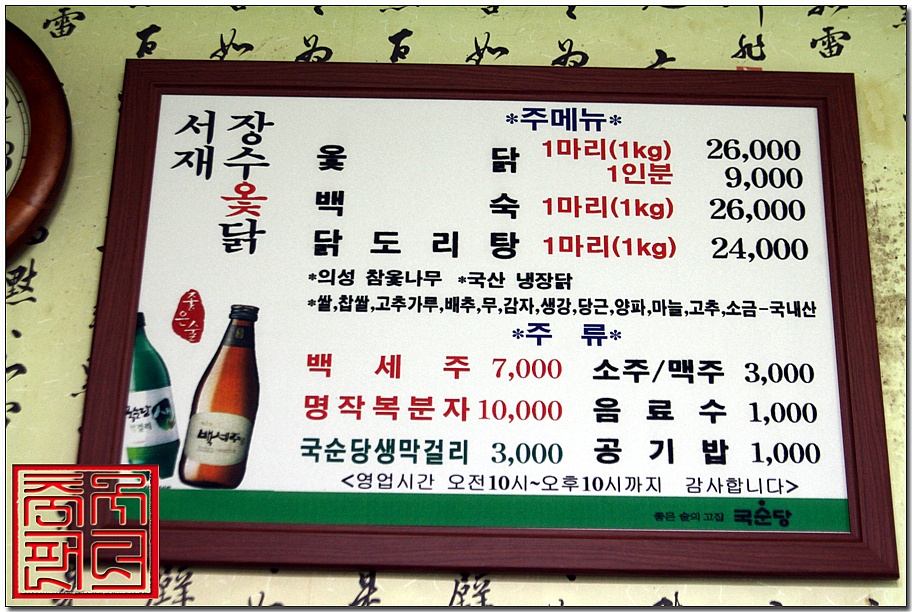 서재
장수옻닭
*주메뉴*
옻 닭 1마리(1kg) 26,000
1인분 9,000
백 숙 1마리(1kg) 26,000
닭 도 리 탕 1마리(1kg) 24,000
*의성 참옻나무 *국산 냉장닭
*쌀,찹쌀,고추가루,배추,무,감자,생강,당근,양파,마늘,고추,소금-국내산
*주 류*
백 세 주 7,000 소주/맥주 3,000
명작복분자 10,000 음 료 수 1,000
국순당생막걸리 3,000 공 기 밥 1,000
<영업시간 오전10시~오후10시까지 감사합니다>
좋은술
백세주
좋은 술의 고집 국순당